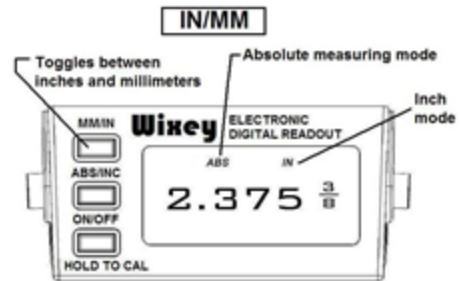 IN/MM
Toggles between
inches and millimeters
Absolute measuring mode
Inch
mode
MM/IN
Wixey ELECTRONIC
DIGITAL READOUT
ABS/INC
ABS IN
2.375 3/8
ON/OFF
HOLD TO CAL